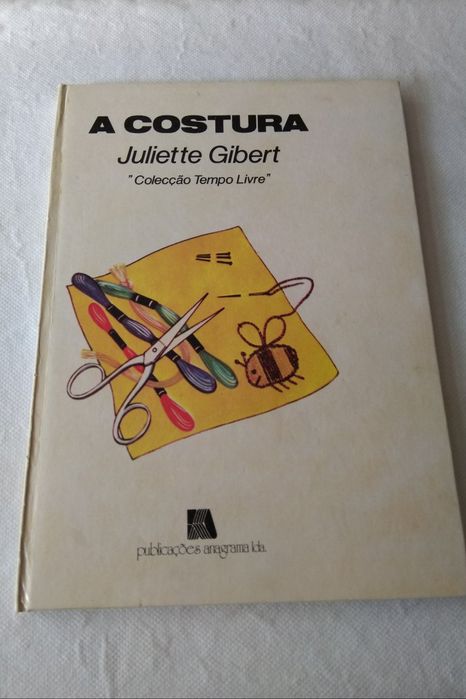 A COSTURA
Juliette Gibert
"Colecção Tempo Livre"
publicações anagrama lda.